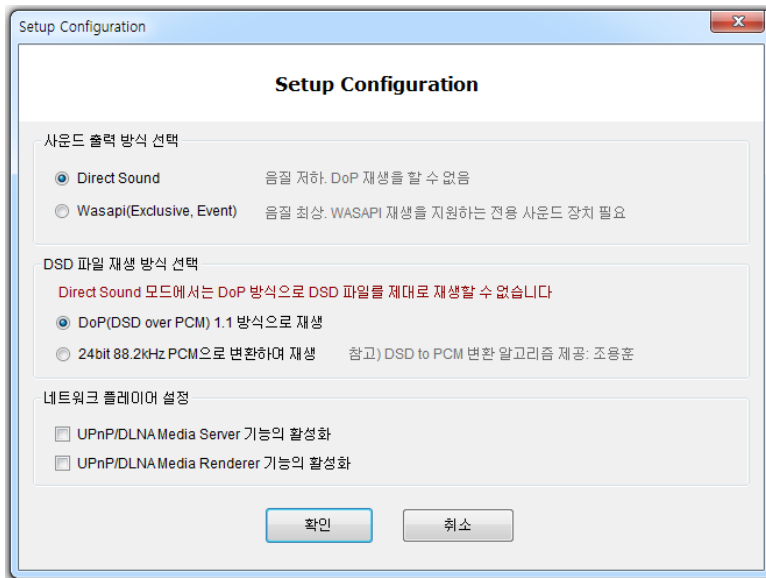 Setup Configuration
Setup Configuration
사운드 출력 방식 선택
Direct Sound 음질 저하. DoP 재생을 할 수 없음
Wasapi(Exclusive, Event) 음질 최상. WASAPI 재생을 지원하는 전용 사운드 장치 필요
DSD 파일 재생 방식 선택
Direct Sound 모드에서는 DoP 방식으로 DSD 파일를 제대로 재생할 수 없습니다
DoP(DSD over PCM) 1.1 방식으로 재생
24bit 88.2kHz PCM으로 변환하며 재생 참고) DSD to PCM 변환 알고리즘 제공: 조용훈
네트워크 플레이어 설정
UPnP/DLNA Media Server 기능의 활성화
UPnP/DLNA Media Renderer 기능의 활성화
확인 취소